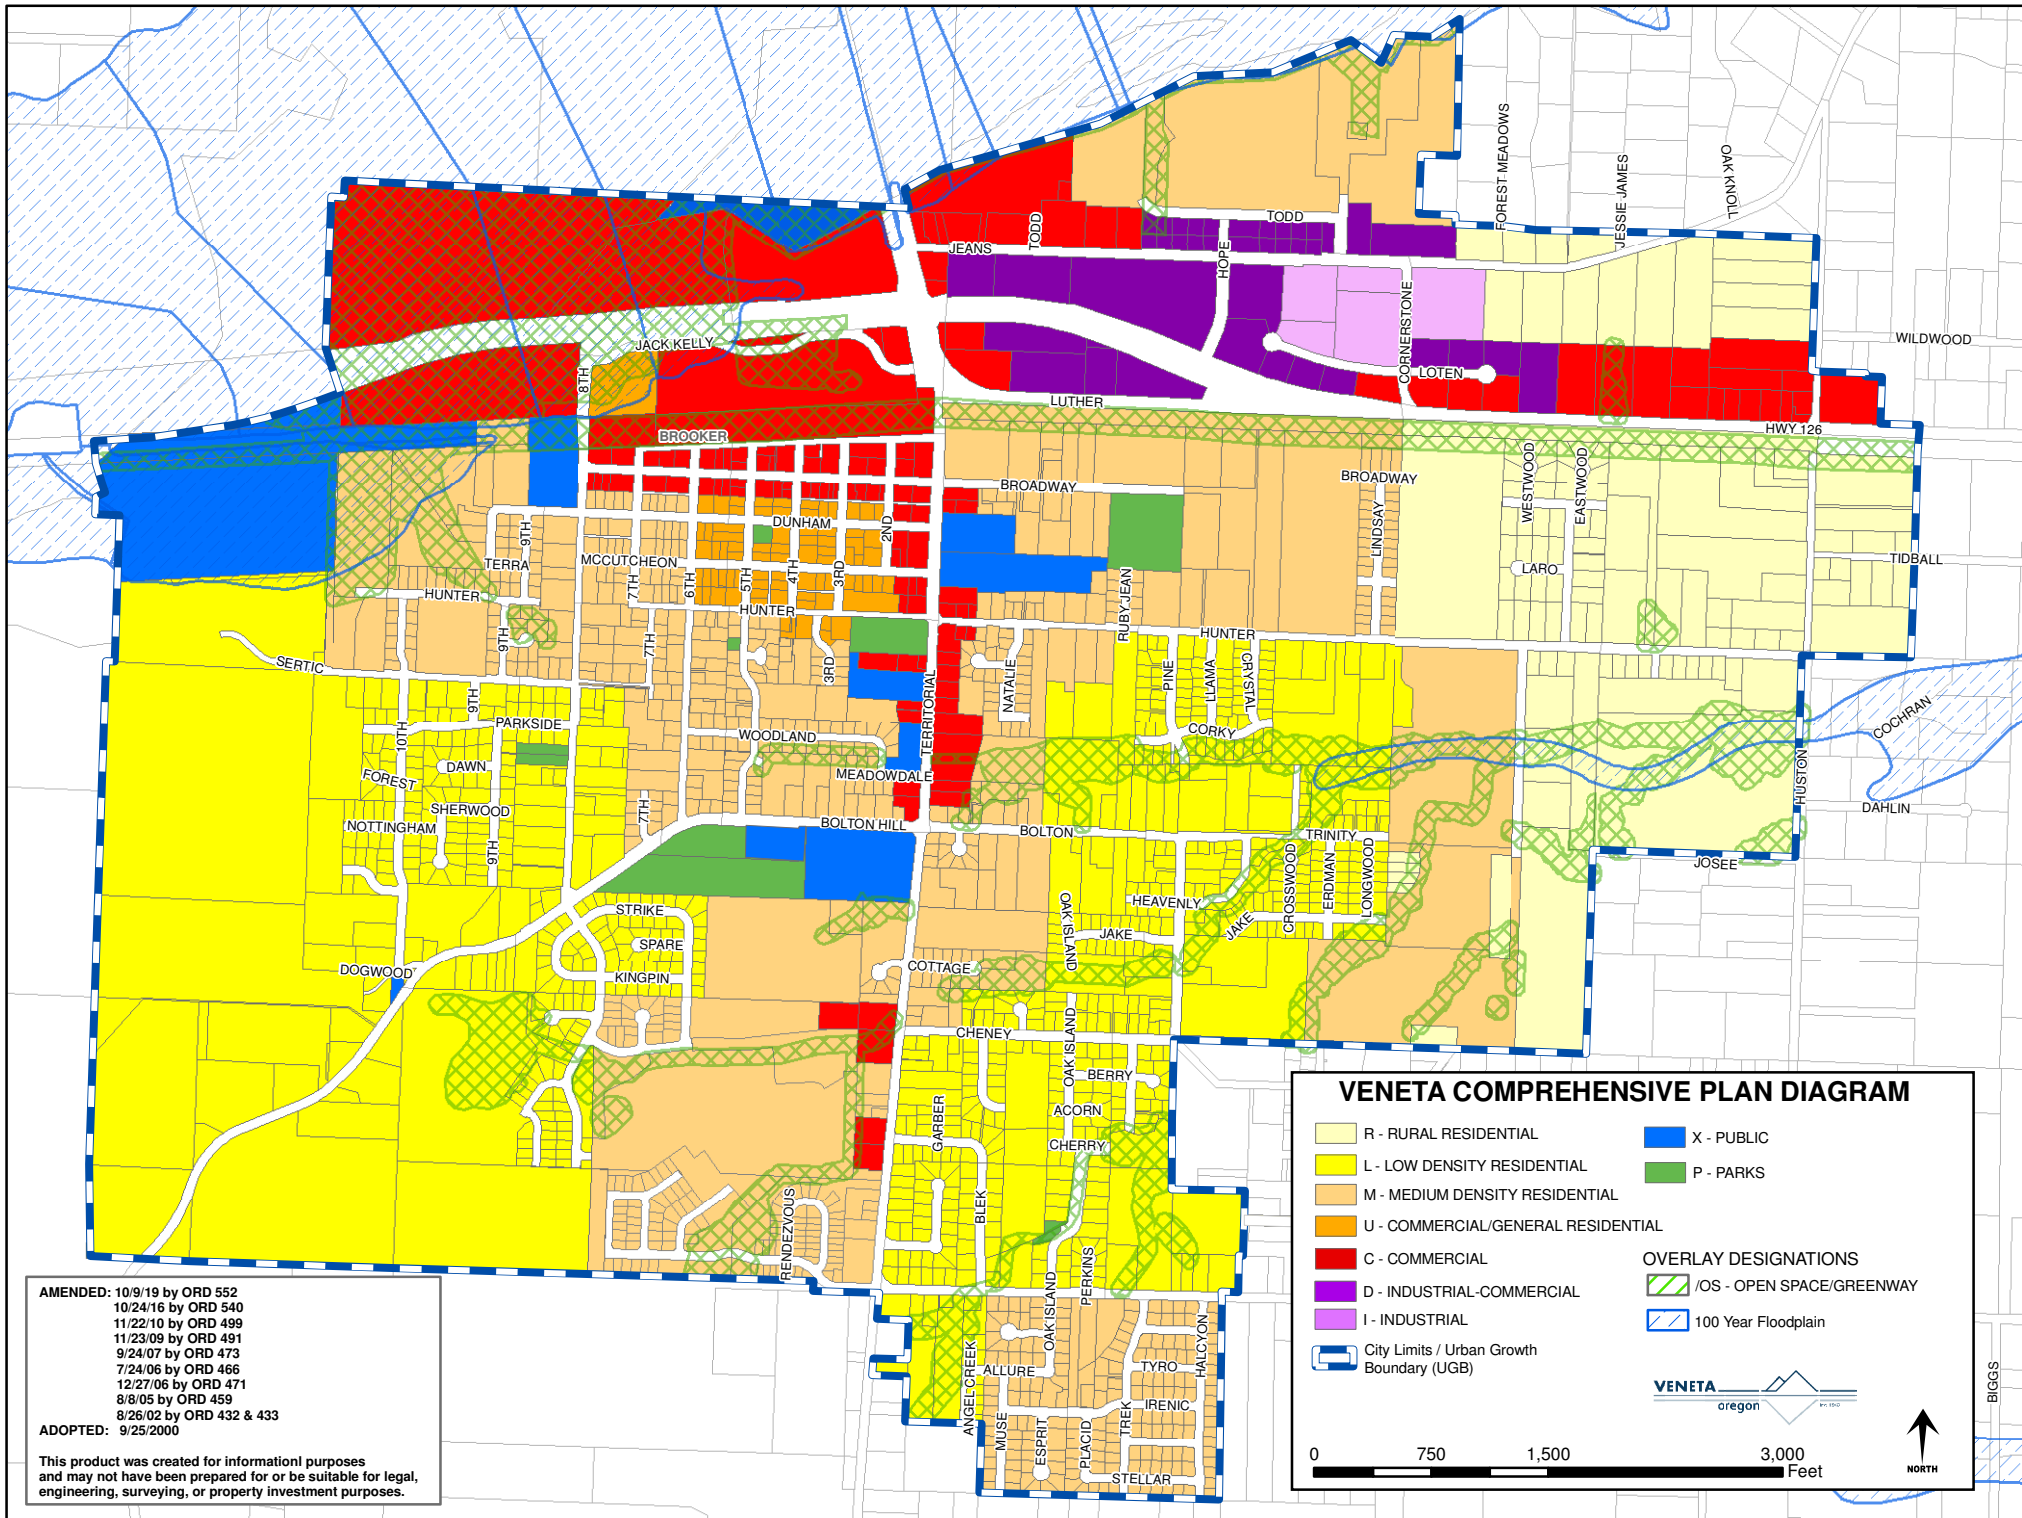 FOREST MEADOWS
JESSIE JAMES
OAK KNOLL
TODD
TODD
JEANS
HOPE
CORNERSTONE
WILDWOOD
JACK KELLY
8TH
LOTEN
LUTHER
HWY 126
BROOKER
BROADWAY
BROADWAY
WESTWOOD
EASTWOOD
LINDSAY
DUNHAM
2ND
9TH
TERRA
MCCUTCHEON
7TH
6TH
5TH
4TH
3RD
LARO
TIDBALL
HUNTER
HUNTER
RUBY JEAN
HUNTER
9TH
7TH
3RD
SERTIC
NATALIE
PINE
LLAMA
CRYSTAL
TERRITORIAL
9TH
PARKSIDE
10TH
WOODLAND
CORKY
COCHRAN
HUSTON
DAWN
FOREST
MEADOWDALE
SHERWOOD
7TH
NOTTINGHAM
BOLTON HILL
BOLTON
TRINITY
DAHLIN
9TH
JOSEE
CROSSWOOD
ERDMAN
LONGWOOD
STRIKE
OAK ISLAND
HEAVENLY
JAKE
JAKE
SPARE
DOGWOOD
KINGPIN
COTTAGE
CHENEY
OAK ISLAND
BERRY
ACORN
GARBER
CHERRY
BLEK
RENDEZVOUS
PERKINS
OAK ISLAND
HALCYON
ANGEL CREEK
ALLURE
TYRO
MUSE
ESPRIT
PLACID
TREK
IRENIC
STELLAR
BIGGS
VENETA COMPREHENSIVE PLAN DIAGRAM
R - RURAL RESIDENTIAL
L - LOW DENSITY RESIDENTIAL
M - MEDIUM DENSITY RESIDENTIAL
U - COMMERCIAL/GENERAL RESIDENTIAL
C - COMMERCIAL
D - INDUSTRIAL-COMMERCIAL
I - INDUSTRIAL
City Limits / Urban Growth
Boundary (UGB)
X - PUBLIC
P - PARKS
OVERLAY DESIGNATIONS
/OS - OPEN SPACE/GREENWAY
100 Year Floodplain
VENETA
oregon
0 750 1,500 3,000
Feet
NORTH
AMENDED: 10/9/19 by ORD 552
10/24/16 by ORD 540
11/22/10 by ORD 499
11/23/09 by ORD 491
9/24/07 by ORD 473
7/24/06 by ORD 466
12/27/06 by ORD 471
8/8/05 by ORD 459
8/26/02 by ORD 432 & 433
ADOPTED: 9/25/2000
This product was created for informationl purposes
and may not have been prepared for or be suitable for legal,
engineering, surveying, or property investment purposes.